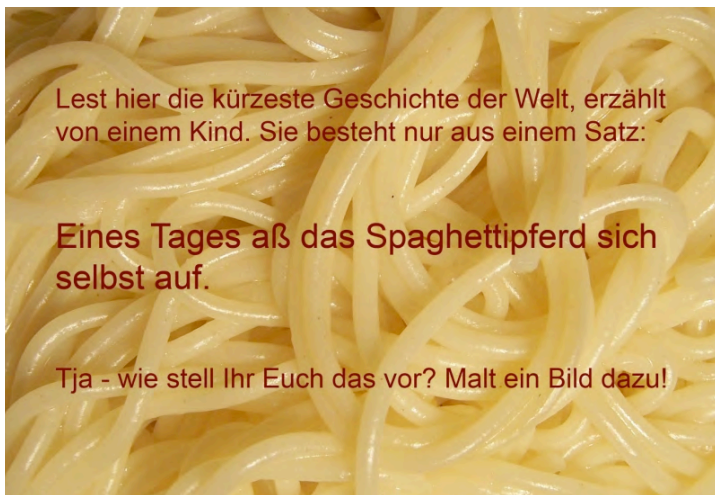 Lest hier die kürzeste Geschichte der Welt, erzählt
von einem Kind. Sie besteht nur aus einem Satz:
Eines Tages aß das Spaghettipferd sich
selbst auf.
Tja - wie stell Ihr Euch das vor? Malt ein Bild dazu!